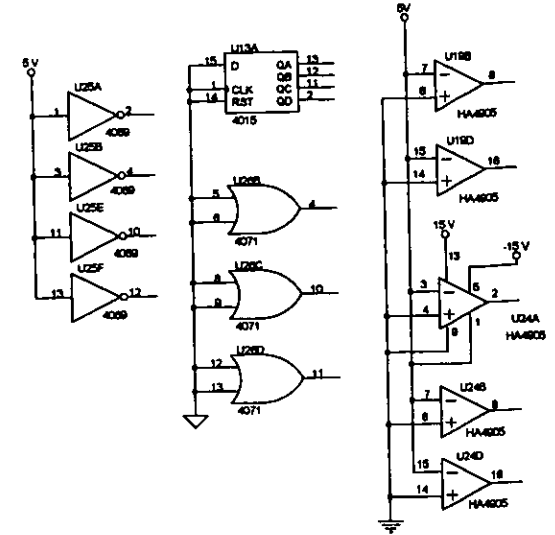 5 V
U25A
1
2
4069
U25B
3
4
4069
U25E
11
10
4069
U25F
13
12
4069
U13A
15
D
QA
13
QB
12
1
CLK
QC
11
14
RST
QD
2
4015
U26B
5
6
4
4071
U26C
8
9
10
4071
U26D
12
13
11
4071
5V
U19B
7
6
8
HA4905
U19D
15
14
16
HA4905
15 V
13
-15 V
3
5
4
2
9
1
U24A
HA4905
U24B
7
6
8
HA4905
U24D
15
14
16
HA4905